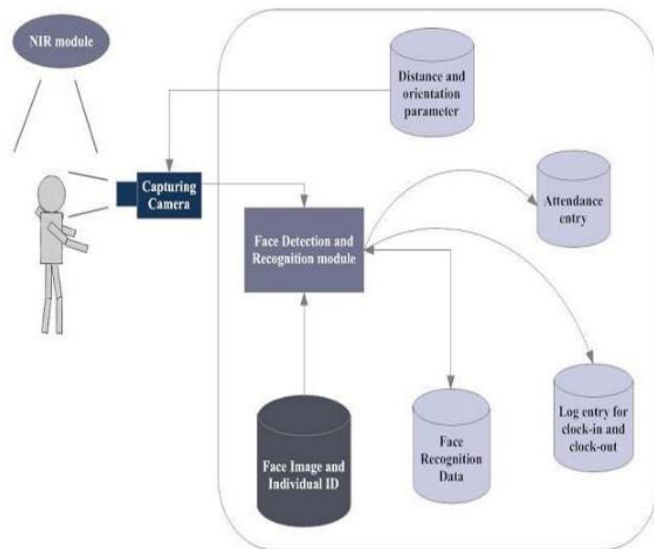 NIR module
Distance and
orientation
parameter
Capturing
Camera
Attendance
entry
Face Detection and
Recognition module
Log entry for
clock-in and
clock-out
Face
Recognition
Data
Face Image and
Individual ID